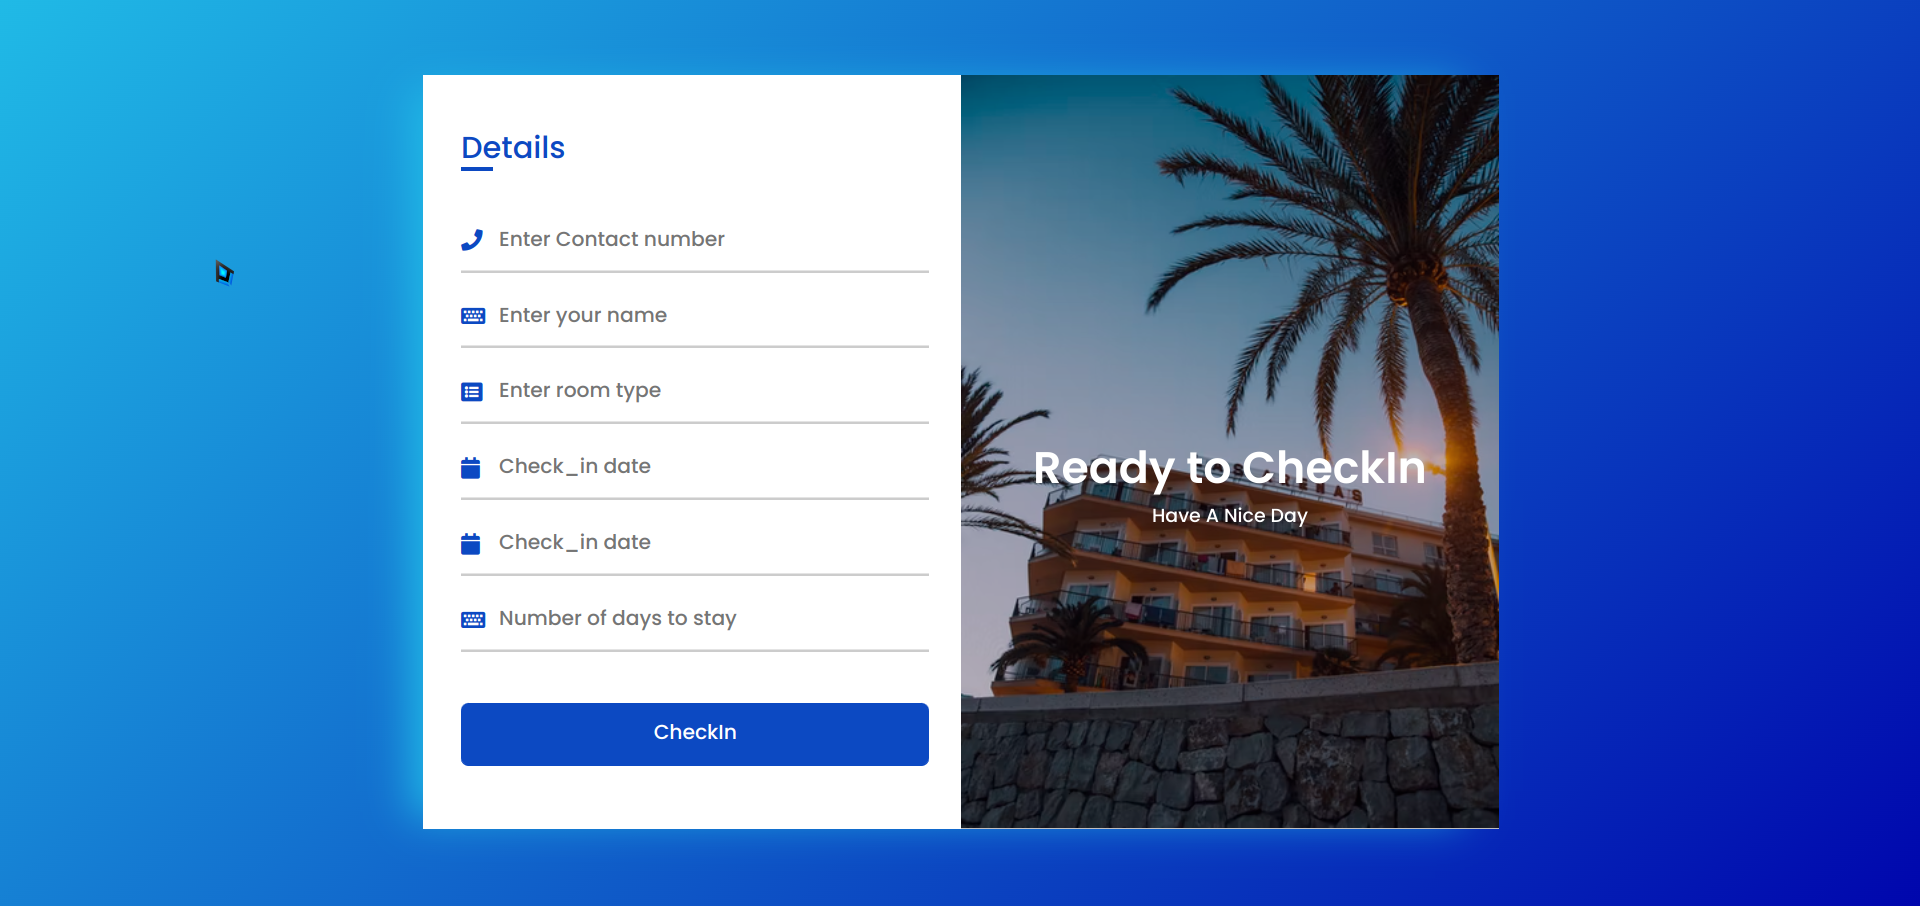 Details
Enter Contact number
Enter your name
Enter room type
Check_in date
Check_in date
Number of days to stay
CheckIn
Ready to CheckIn
Have A Nice Day